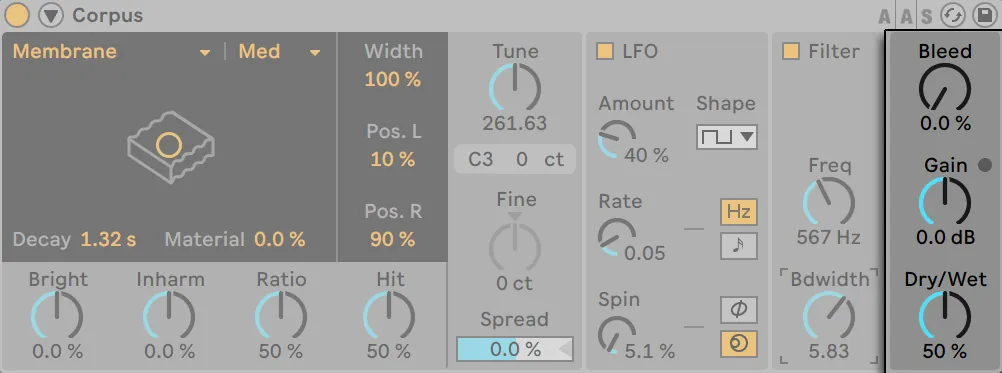 Corpus
A A S
Membrane
Med
Decay 1.32 s
Material 0.0 %
Width
100 %
Pos. L
10 %
Pos. R
90 %
Bright
0.0 %
Inharm
0.0 %
Ratio
50 %
Hit
50 %
Tune
261.63
C3 0 ct
Fine
0 ct
Spread
0.0 %
LFO
Amount
40 %
Shape
Rate
0.05
Hz
Spin
5.1 %
Filter
Freq
567 Hz
Bdwidth
5.83
Bleed
0.0 %
Gain
0.0 dB
Dry/Wet
50 %